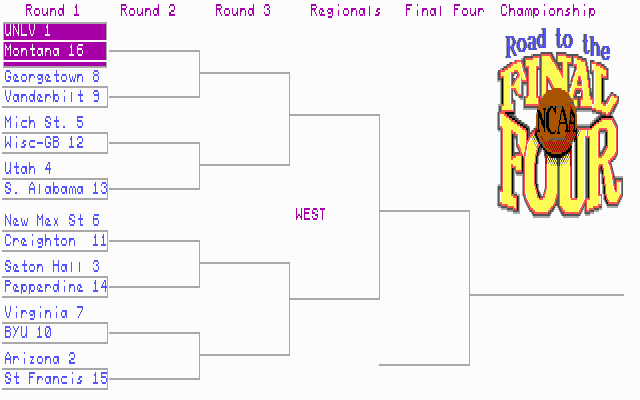 Round 1 Round 2 Round 3 Regionals Final Four Championship
UNLV 1
Montana 16
Georgetown 8
Vanderbilt 9
Mich St. 5
Wisc-GB 12
Utah 4
S. Alabama 13
New Mex St 6
Creighton 11
Seton Hall 3
Pepperdine 14
Virginia 7
BYU 10
Arizona 2
St Francis 15
WEST
Road to the
FINAL
NCAA
FOUR